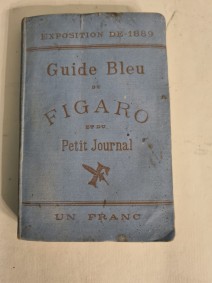 EXPOSITION DE 1889
Guide Bleu
DU
FIGARO
ET DU
Petit Journal
F
UN FRANC